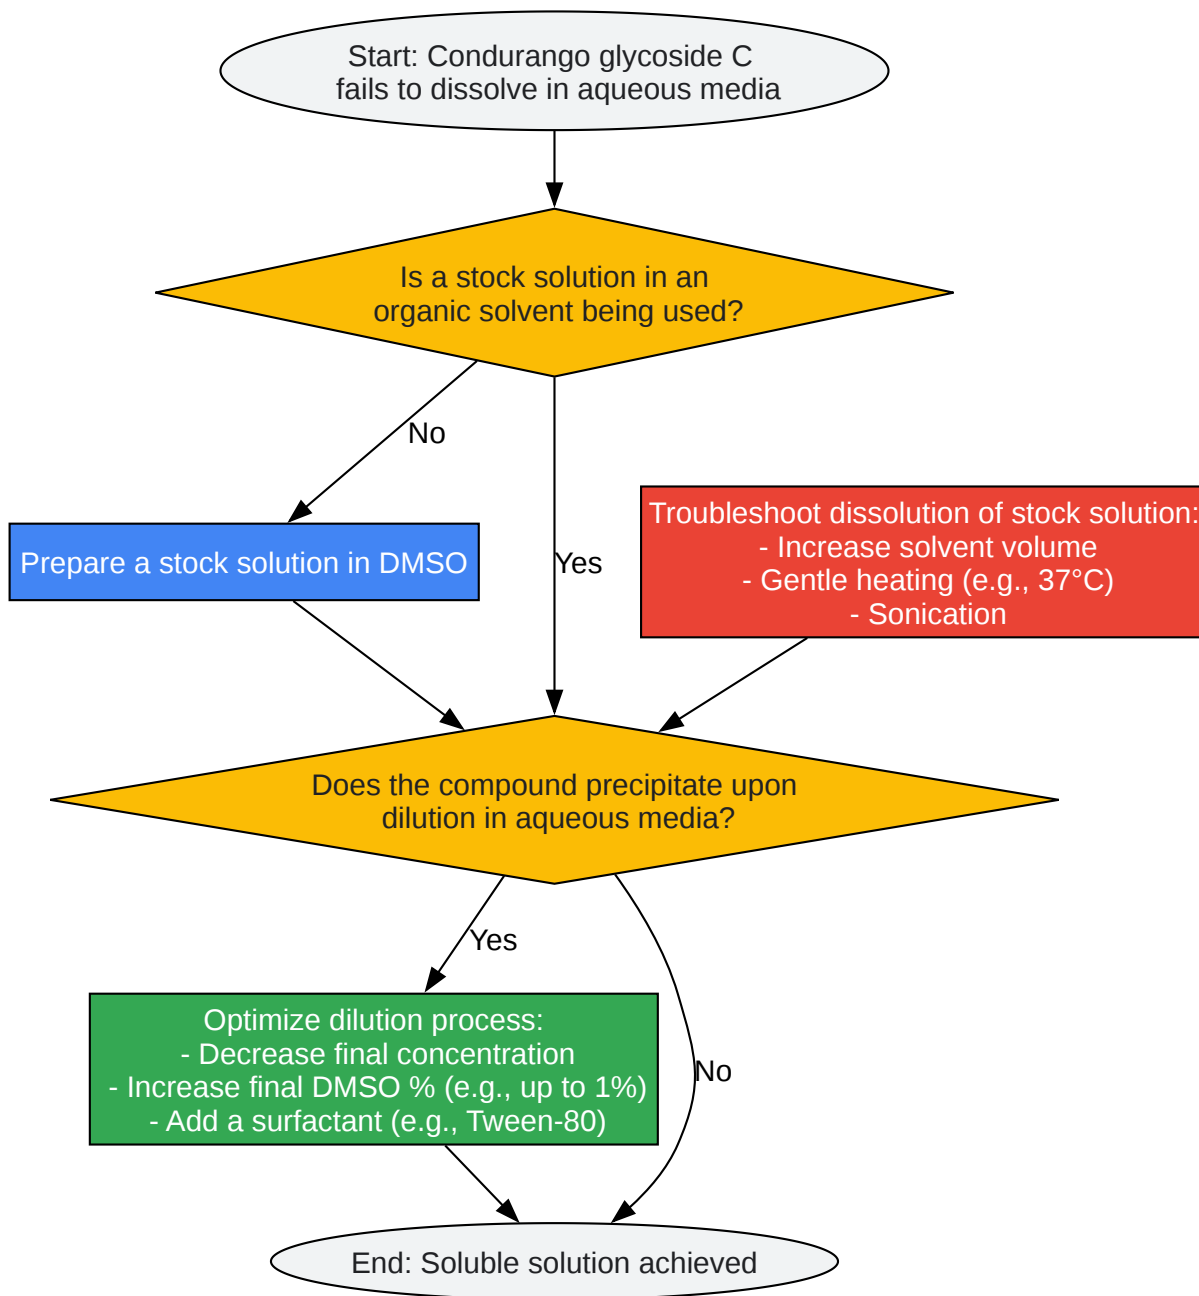 Start: Condurango glycoside C
fails to dissolve in aqueous media
Is a stock solution in an
organic solvent being used?
No
Prepare a stock solution in DMSO
Yes
Troubleshoot dissolution of stock solution:
- Increase solvent volume
- Gentle heating (e.g., 37°C)
- Sonication
Does the compound precipitate upon
dilution in aqueous media?
Yes
Optimize dilution process:
- Decrease final concentration
- Increase final DMSO % (e.g., up to 1%)
- Add a surfactant (e.g., Tween-80)
No
End: Soluble solution achieved